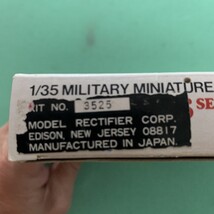 1/35 MILITARY MINIATURE
KIT NO. 3525
MODEL RECTIFIER CORP.
EDISON, NEW JERSEY 08817
MANUFACTURED IN JAPAN.